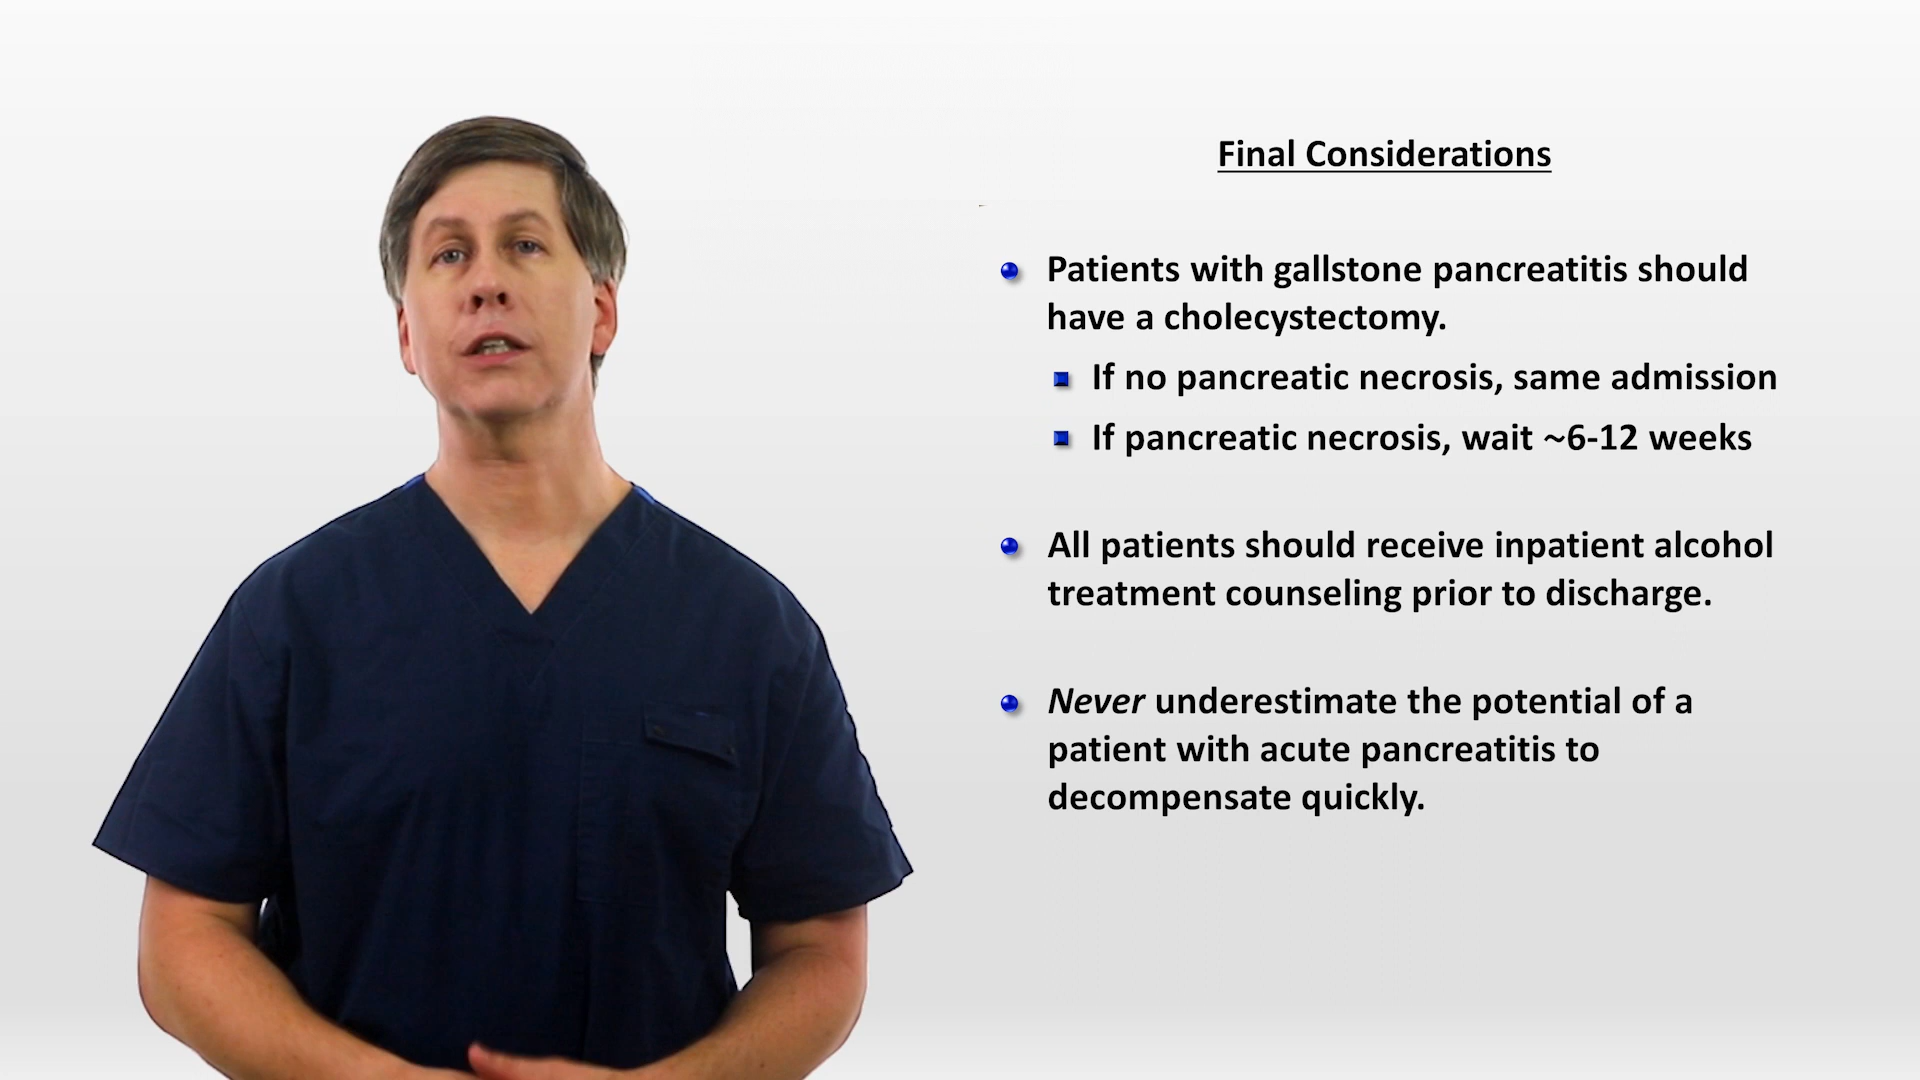 Final Considerations
Patients with gallstone pancreatitis should
have a cholecystectomy.
If no pancreatic necrosis, same admission
If pancreatic necrosis, wait ~6-12 weeks
All patients should receive inpatient alcohol
treatment counseling prior to discharge.
Never underestimate the potential of a
patient with acute pancreatitis to
decompensate quickly.